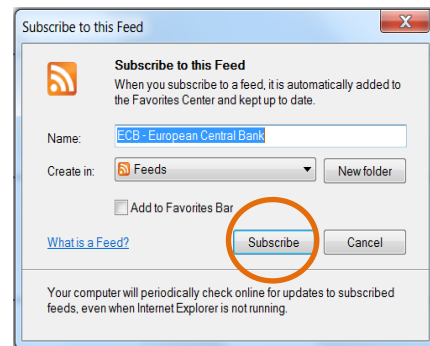 Subscribe to this Feed
X
Subscribe to this Feed
When you subscribe to a feed, it is automatically added to
the Favorites Center and kept up to date.
Name: ECB - European Central Bank
Create in: Feeds New folder
Add to Favorites Bar
What is a Feed? Subscribe Cancel
Your computer will periodically check online for updates to subscribed
feeds, even when Internet Explorer is not running.